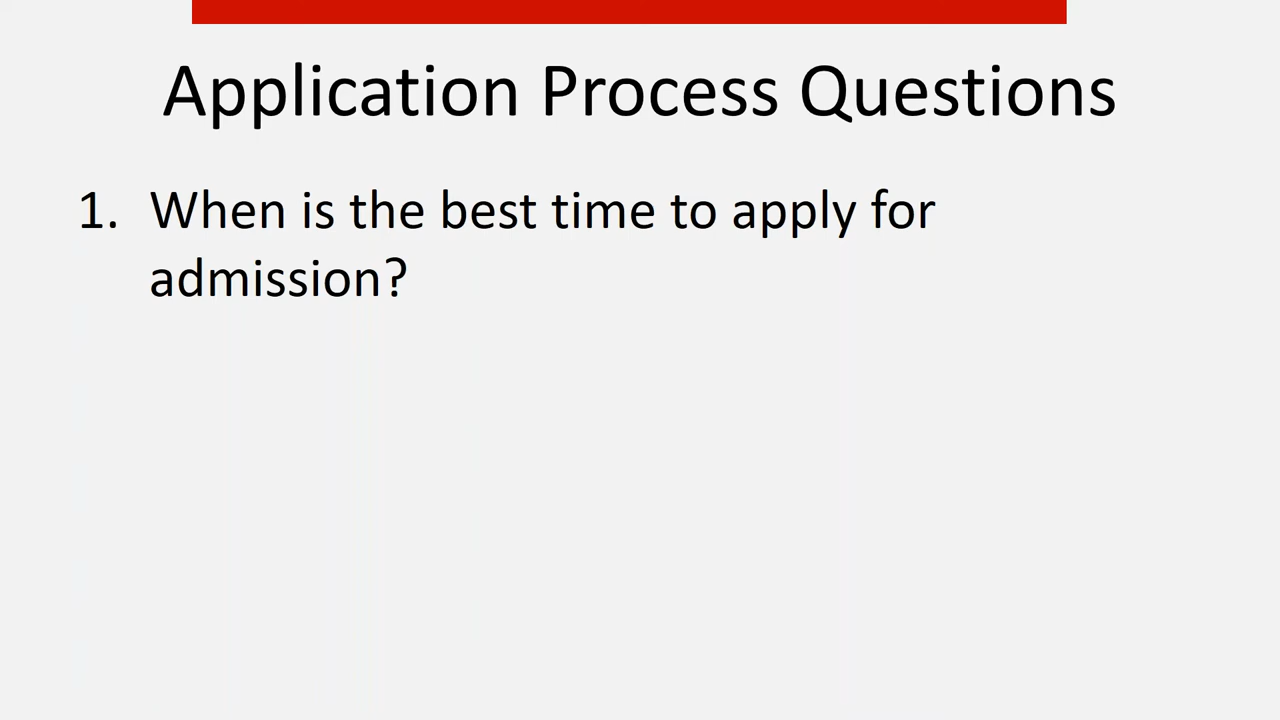 Application Process Questions
1. When is the best time to apply for
admission?